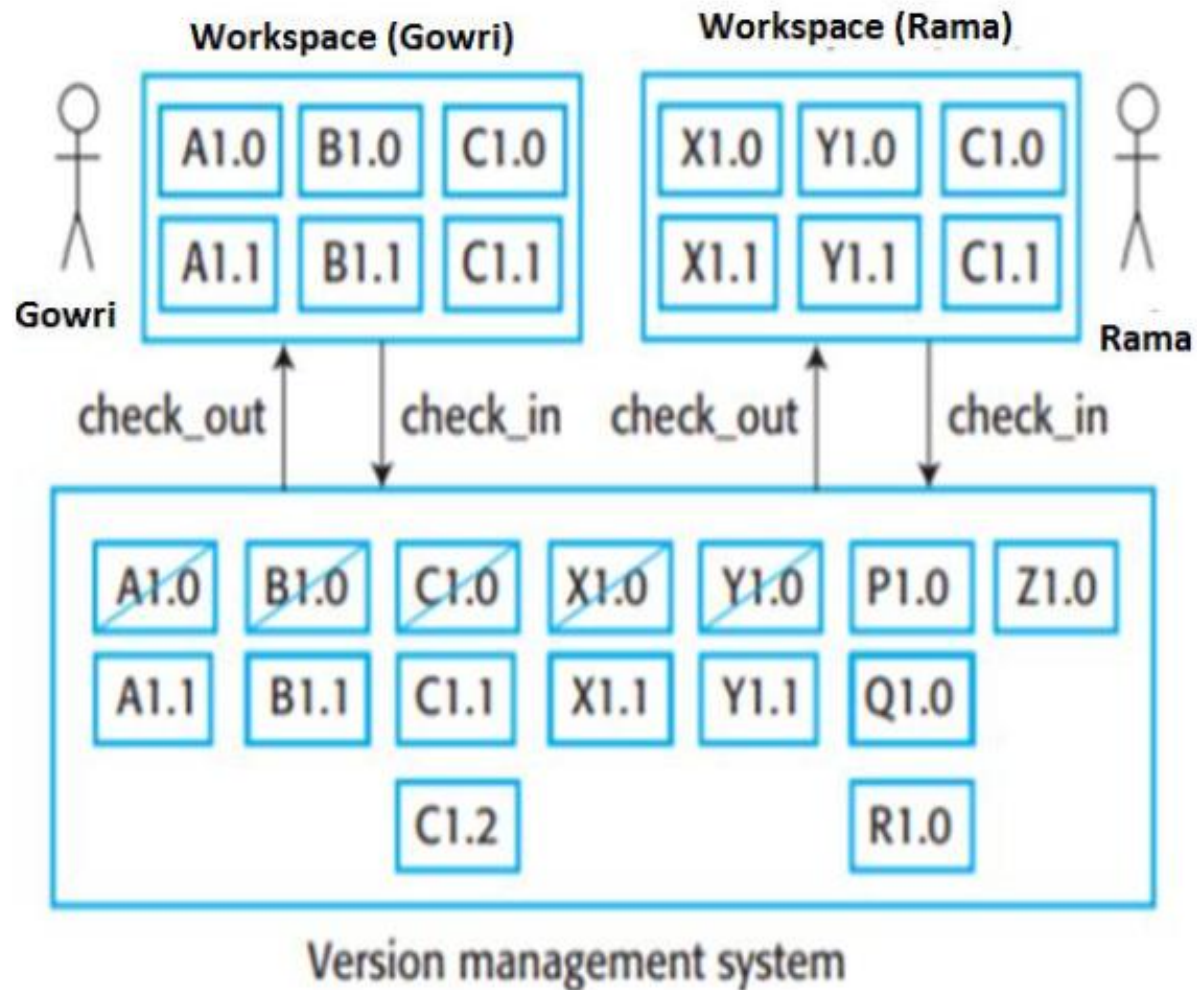 Workspace (Gowri) Workspace (Rama)
A1.0 B1.0 C1.0 X1.0 Y1.0 C1.0
A1.1 B1.1 C1.1 X1.1 Y1.1 C1.1
Gowri Rama
check_out check_in check_out check_in
A1.0 B1.0 C1.0 X1.0 Y1.0 P1.0 Z1.0
A1.1 B1.1 C1.1 X1.1 Y1.1 Q1.0
C1.2 R1.0
Version management system